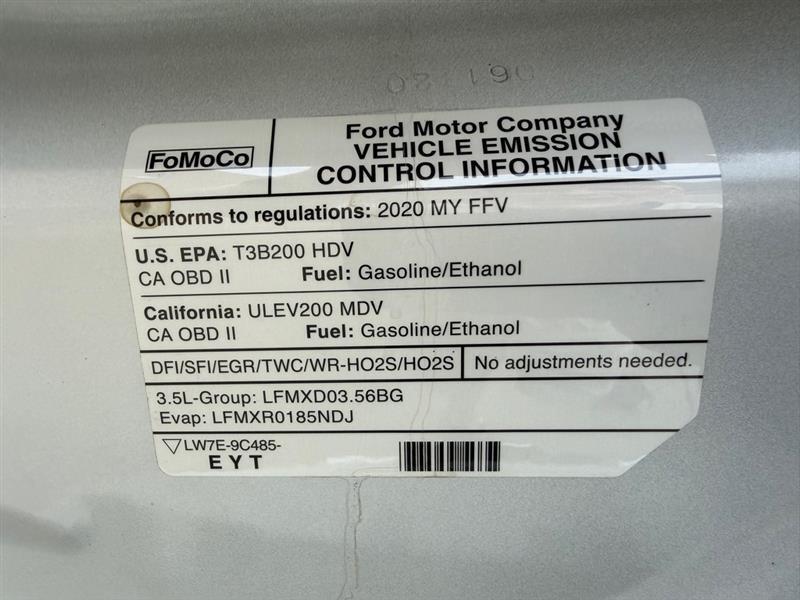 FoMoCo
Ford Motor Company
VEHICLE EMISSION
CONTROL INFORMATION
Conforms to regulations: 2020 MY FFV
U.S. EPA: T3B200 HDV
CA OBD II Fuel: Gasoline/Ethanol
California: ULEV200 MDV
CA OBD II Fuel: Gasoline/Ethanol
DFI/SFI/EGR/TWC/WR-HO2S/HO2S No adjustments needed.
3.5L-Group: LFMXD03.56BG
Evap: LFMXR0185NDJ
LW7E-9C485-
EYT